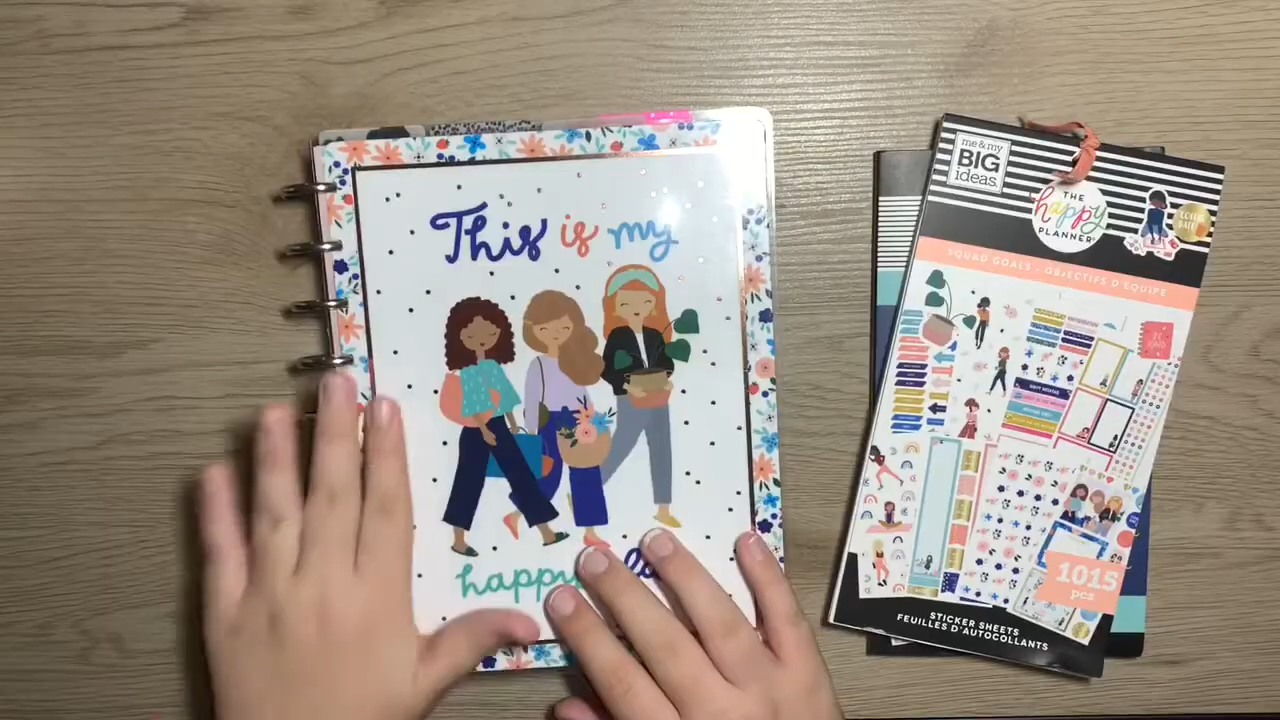 This is my
happy
me & my
BIG
ideas.
THE
happy
PLANNER
SQUAD GOALS • OBJECTIFS D'ÉQUIPE
1015
pcs
STICKER SHEETS
FEUILLES D'AUTOCOLLANTS